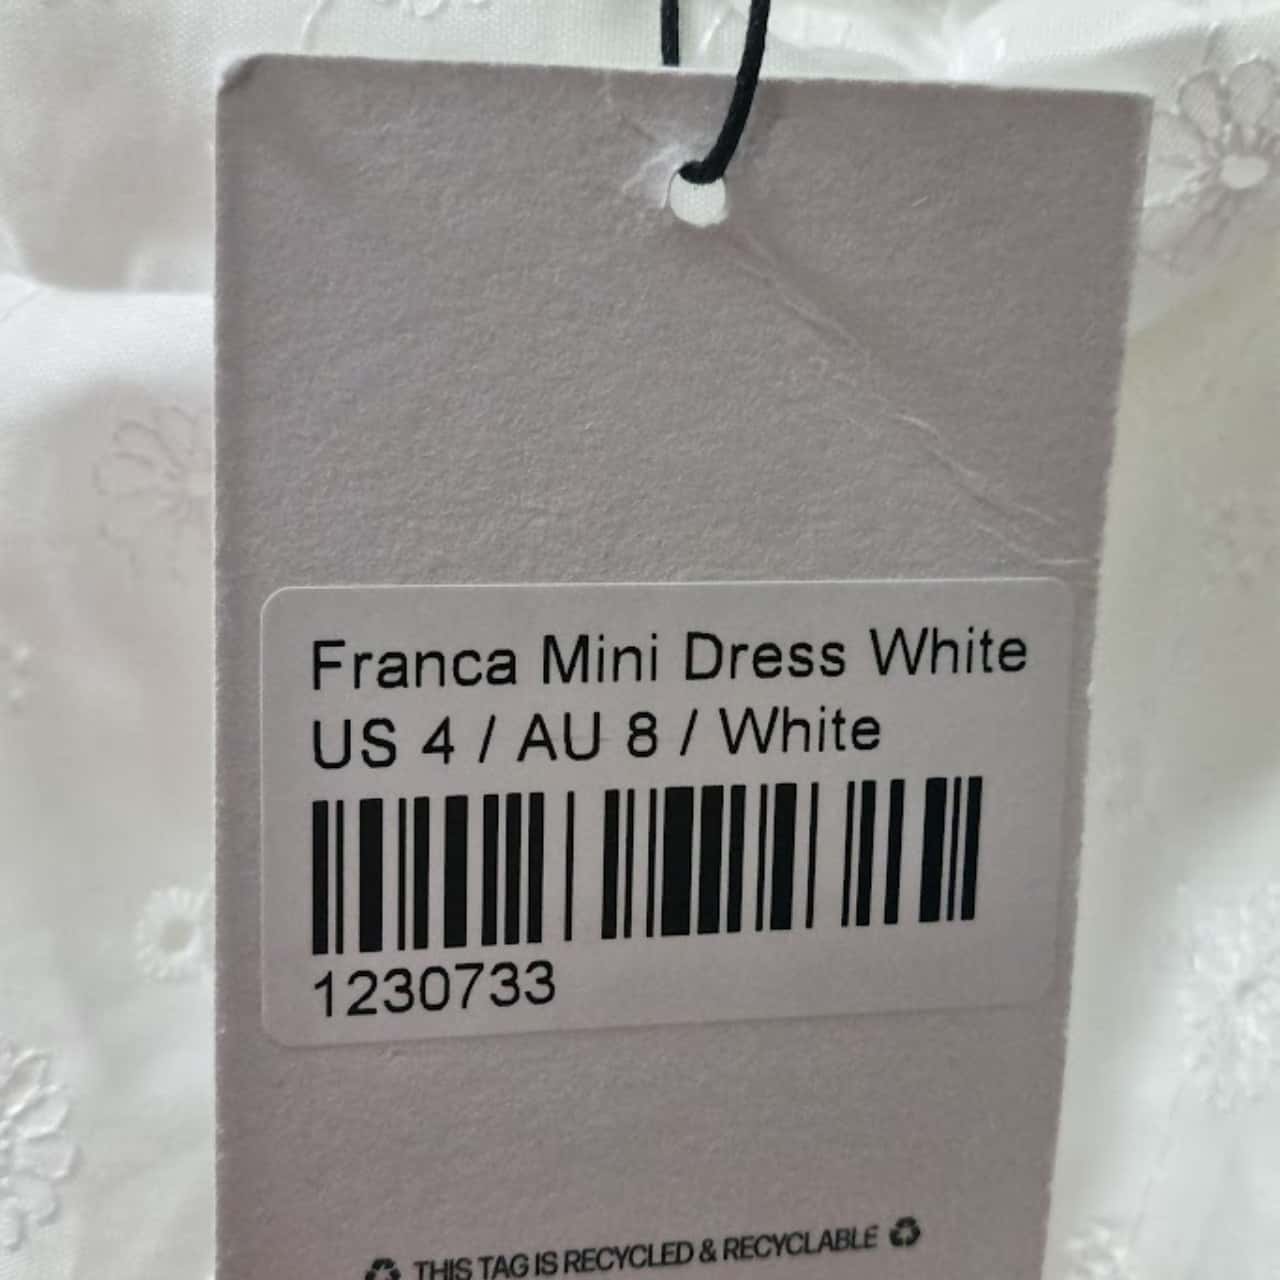 Franca Mini Dress White
US 4 / AU 8 / White
1230733
THIS TAG IS RECYCLED & RECYCLABLE